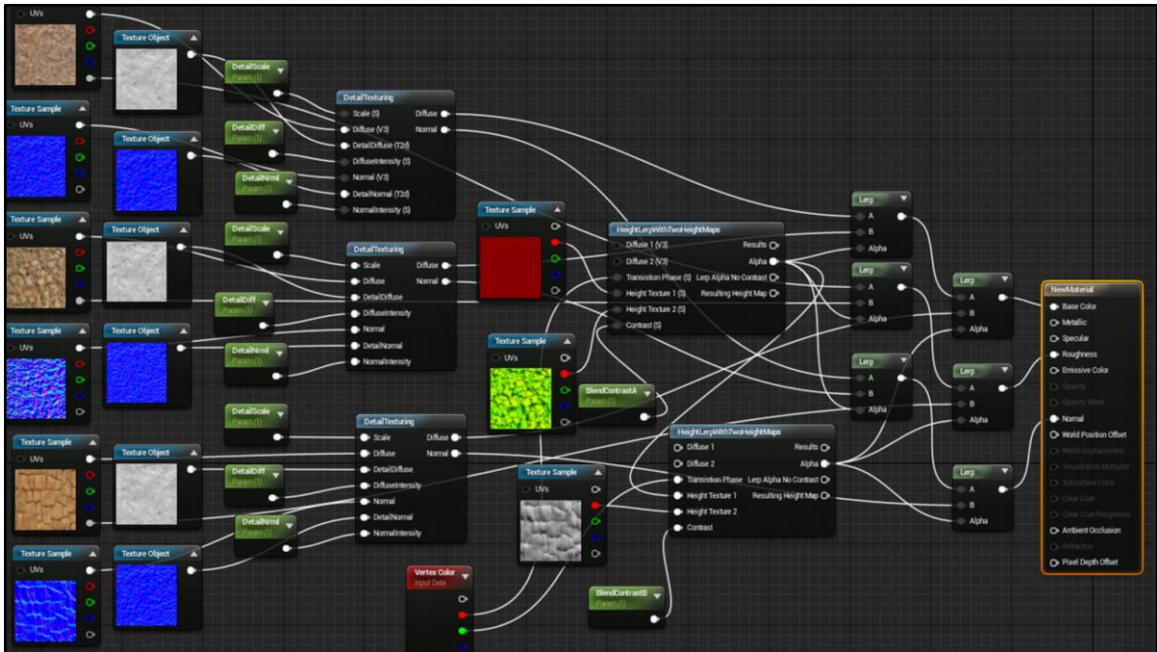 UVs
Texture Object
DetailScale
Param (1)
DetailTexturing
Scale (S)
Diffuse (V3)
DetailDiffuse (T2d)
DiffuseIntensity (S)
Normal (V3)
DetailNormal (T2d)
NormalIntensity (S)
Diffuse
Normal
Texture Sample
UVs
Texture Object
DetailDiff
Param (1)
DetailNrml
Param (1)
Texture Sample
UVs
Texture Object
DetailScale
Param (1)
DetailTexturing
Scale
Diffuse
DetailDiffuse
DiffuseIntensity
Normal
DetailNormal
NormalIntensity
Diffuse
Normal
DetailDiff
Param (1)
Texture Sample
UVs
Texture Object
DetailNrml
Param (1)
Texture Sample
UVs
Texture Object
DetailScale
Param (1)
DetailTexturing
Scale
Diffuse
DetailDiffuse
DiffuseIntensity
Normal
DetailNormal
NormalIntensity
Diffuse
Normal
DetailDiff
Param (1)
DetailNrml
Param (1)
Texture Sample
UVs
Texture Object
Texture Sample
UVs
Texture Sample
UVs
BlendContrastA
Param (1)
Texture Sample
UVs
Vertex Color
Input Data
BlendContrastB
Param (1)
HeightLerpWithTwoHeightMaps
Diffuse 1 (V3)
Diffuse 2 (V3)
Transistion Phase (S)
Height Texture 1 (S)
Height Texture 2 (S)
Contrast (S)
Results
Alpha
Lerp Alpha No Contrast
Resulting Height Map
HeightLerpWithTwoHeightMaps
Diffuse 1
Diffuse 2
Transistion Phase
Height Texture 1
Height Texture 2
Contrast
Results
Alpha
Lerp Alpha No Contrast
Resulting Height Map
Lerp
A
B
Alpha
Lerp
A
B
Alpha
Lerp
A
B
Alpha
Lerp
A
B
Alpha
Lerp
A
B
Alpha
Lerp
A
B
Alpha
NewMaterial
Base Color
Metallic
Specular
Roughness
Emissive Color
Opacity
Opacity Mask
Normal
World Position Offset
World Displacement
Tessellation Multiplier
Subsurface Color
Clear Coat
Clear Coat Roughness
Ambient Occlusion
Refraction
Pixel Depth Offset